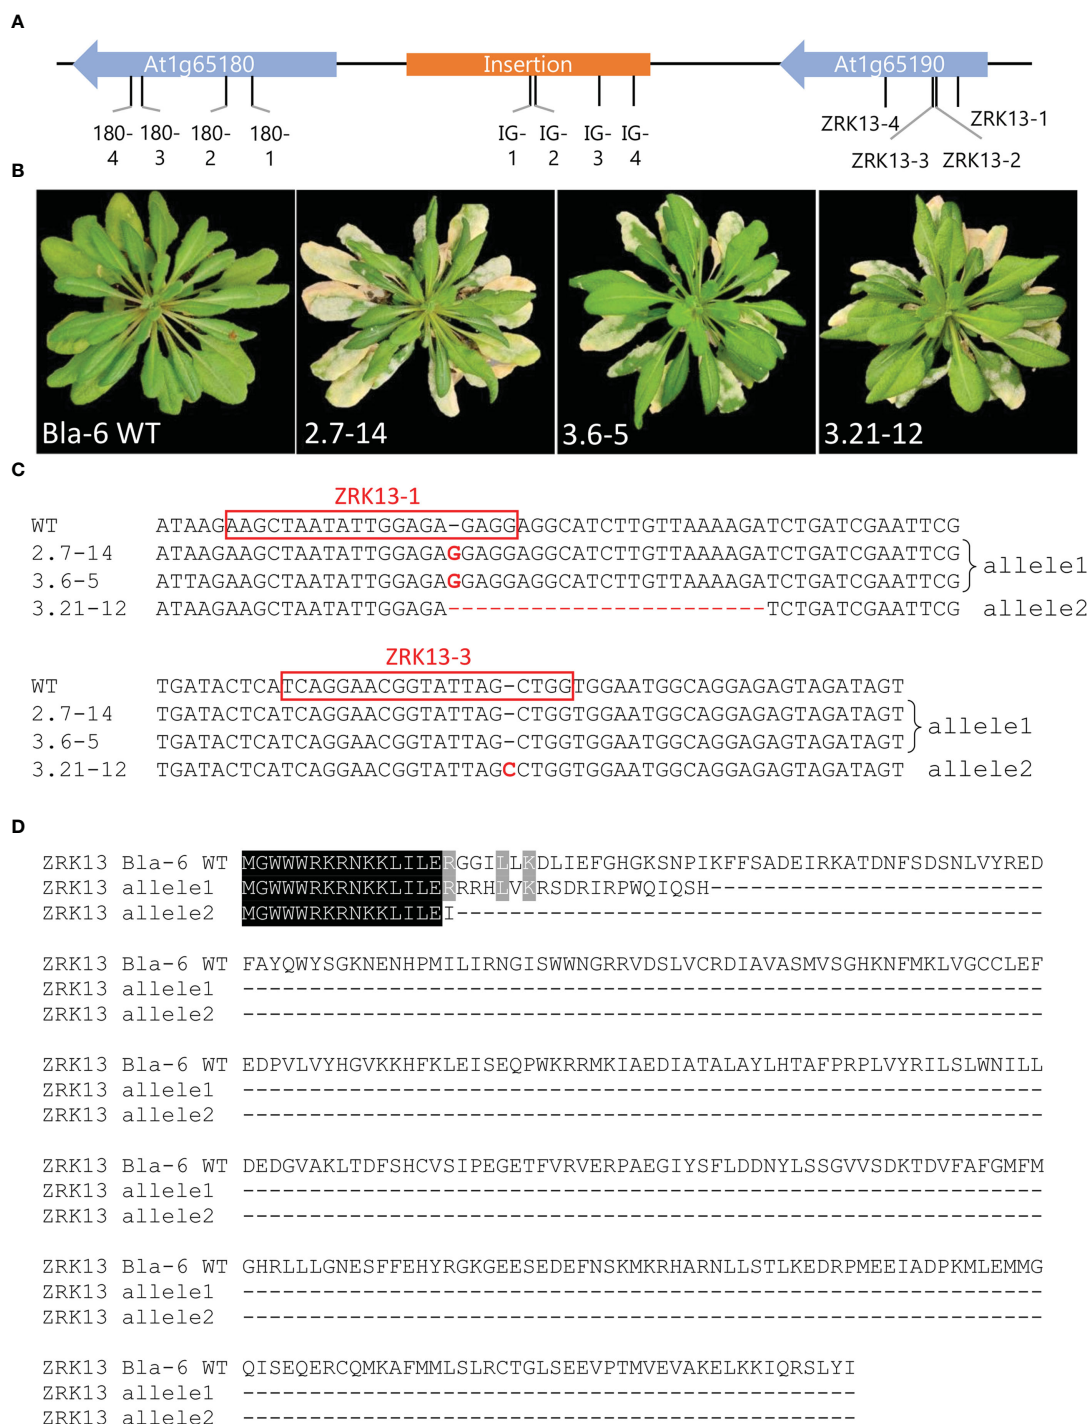 A
At1g65180
Insertion
At1g65190
180-4
180-3
180-2
180-1
IG-1
IG-2
IG-3
IG-4
ZRK13-4
ZRK13-1
ZRK13-3
ZRK13-2
B
Bla-6 WT
2.7-14
3.6-5
3.21-12
C
ZRK13-1
WT ATAAGAAGCTAATATTGGAGA-GAGGAGGCATCTTGTTAAAAGATCTGATCGAATTCG
2.7-14 ATAAGAAGCTAATATTGGAGAGGAGGAGGCATCTTGTTAAAAGATCTGATCGAATTCG
3.6-5 ATTAGAAGCTAATATTGGAGAGGAGGAGGCATCTTGTTAAAAGATCTGATCGAATTCG
allele1
3.21-12 ATAAGAAGCTAATATTGGAGA-----------------------TCTGATCGAATTCG allele2
ZRK13-3
WT TGATACTCATCAGGAACGGTATTAG-CTGGTGGAATGGCAGGAGAGTAGATAGT
2.7-14 TGATACTCATCAGGAACGGTATTAG-CTGGTGGAATGGCAGGAGAGTAGATAGT
3.6-5 TGATACTCATCAGGAACGGTATTAG-CTGGTGGAATGGCAGGAGAGTAGATAGT
allele1
3.21-12 TGATACTCATCAGGAACGGTATTAGCCTGGTGGAATGGCAGGAGAGTAGATAGT allele2
D
ZRK13 Bla-6 WT MGWWWRKRNKKLILERGGILLKDLIEFGHGKSNPIKFFSADEIRKATDNFSDSNLVYRED
ZRK13 allele1 MGWWWRKRNKKLILERRRHLVKRSDRIRPWQIQSH-------------------------
ZRK13 allele2 MGWWWRKRNKKLILEI--------------------------------------------
ZRK13 Bla-6 WT FAYQWYSGKNENHPMILIRNGISWWNGRRVDSLVCRDIAVASMVSGHKNFMKLVGCCLEF
ZRK13 allele1 ------------------------------------------------------------
ZRK13 allele2 ------------------------------------------------------------
ZRK13 Bla-6 WT EDPVLVYHGVKKHFKLEISEQPWKRRMKIAEDIATALAYLHTAFPRPLVYRILSLWNILL
ZRK13 allele1 ------------------------------------------------------------
ZRK13 allele2 ------------------------------------------------------------
ZRK13 Bla-6 WT DEDGVAKLTDFSHCVSIPEGETFVRVERPAEGIYSFLDDNYLSSGVVSDKTDVFAFGMFM
ZRK13 allele1 ------------------------------------------------------------
ZRK13 allele2 ------------------------------------------------------------
ZRK13 Bla-6 WT GHRLLLGNESFFEHYRGKGEESEDEFNSKMKRHARNLLSTLKEDRPMEEIADPKMLEMMG
ZRK13 allele1 ------------------------------------------------------------
ZRK13 allele2 ------------------------------------------------------------
ZRK13 Bla-6 WT QISEQERCQMKAFMMLSLRCTGLSEEVPTMVEVAKELKKIQRSLYI
ZRK13 allele1 ----------------------------------------------
ZRK13 allele2 ----------------------------------------------